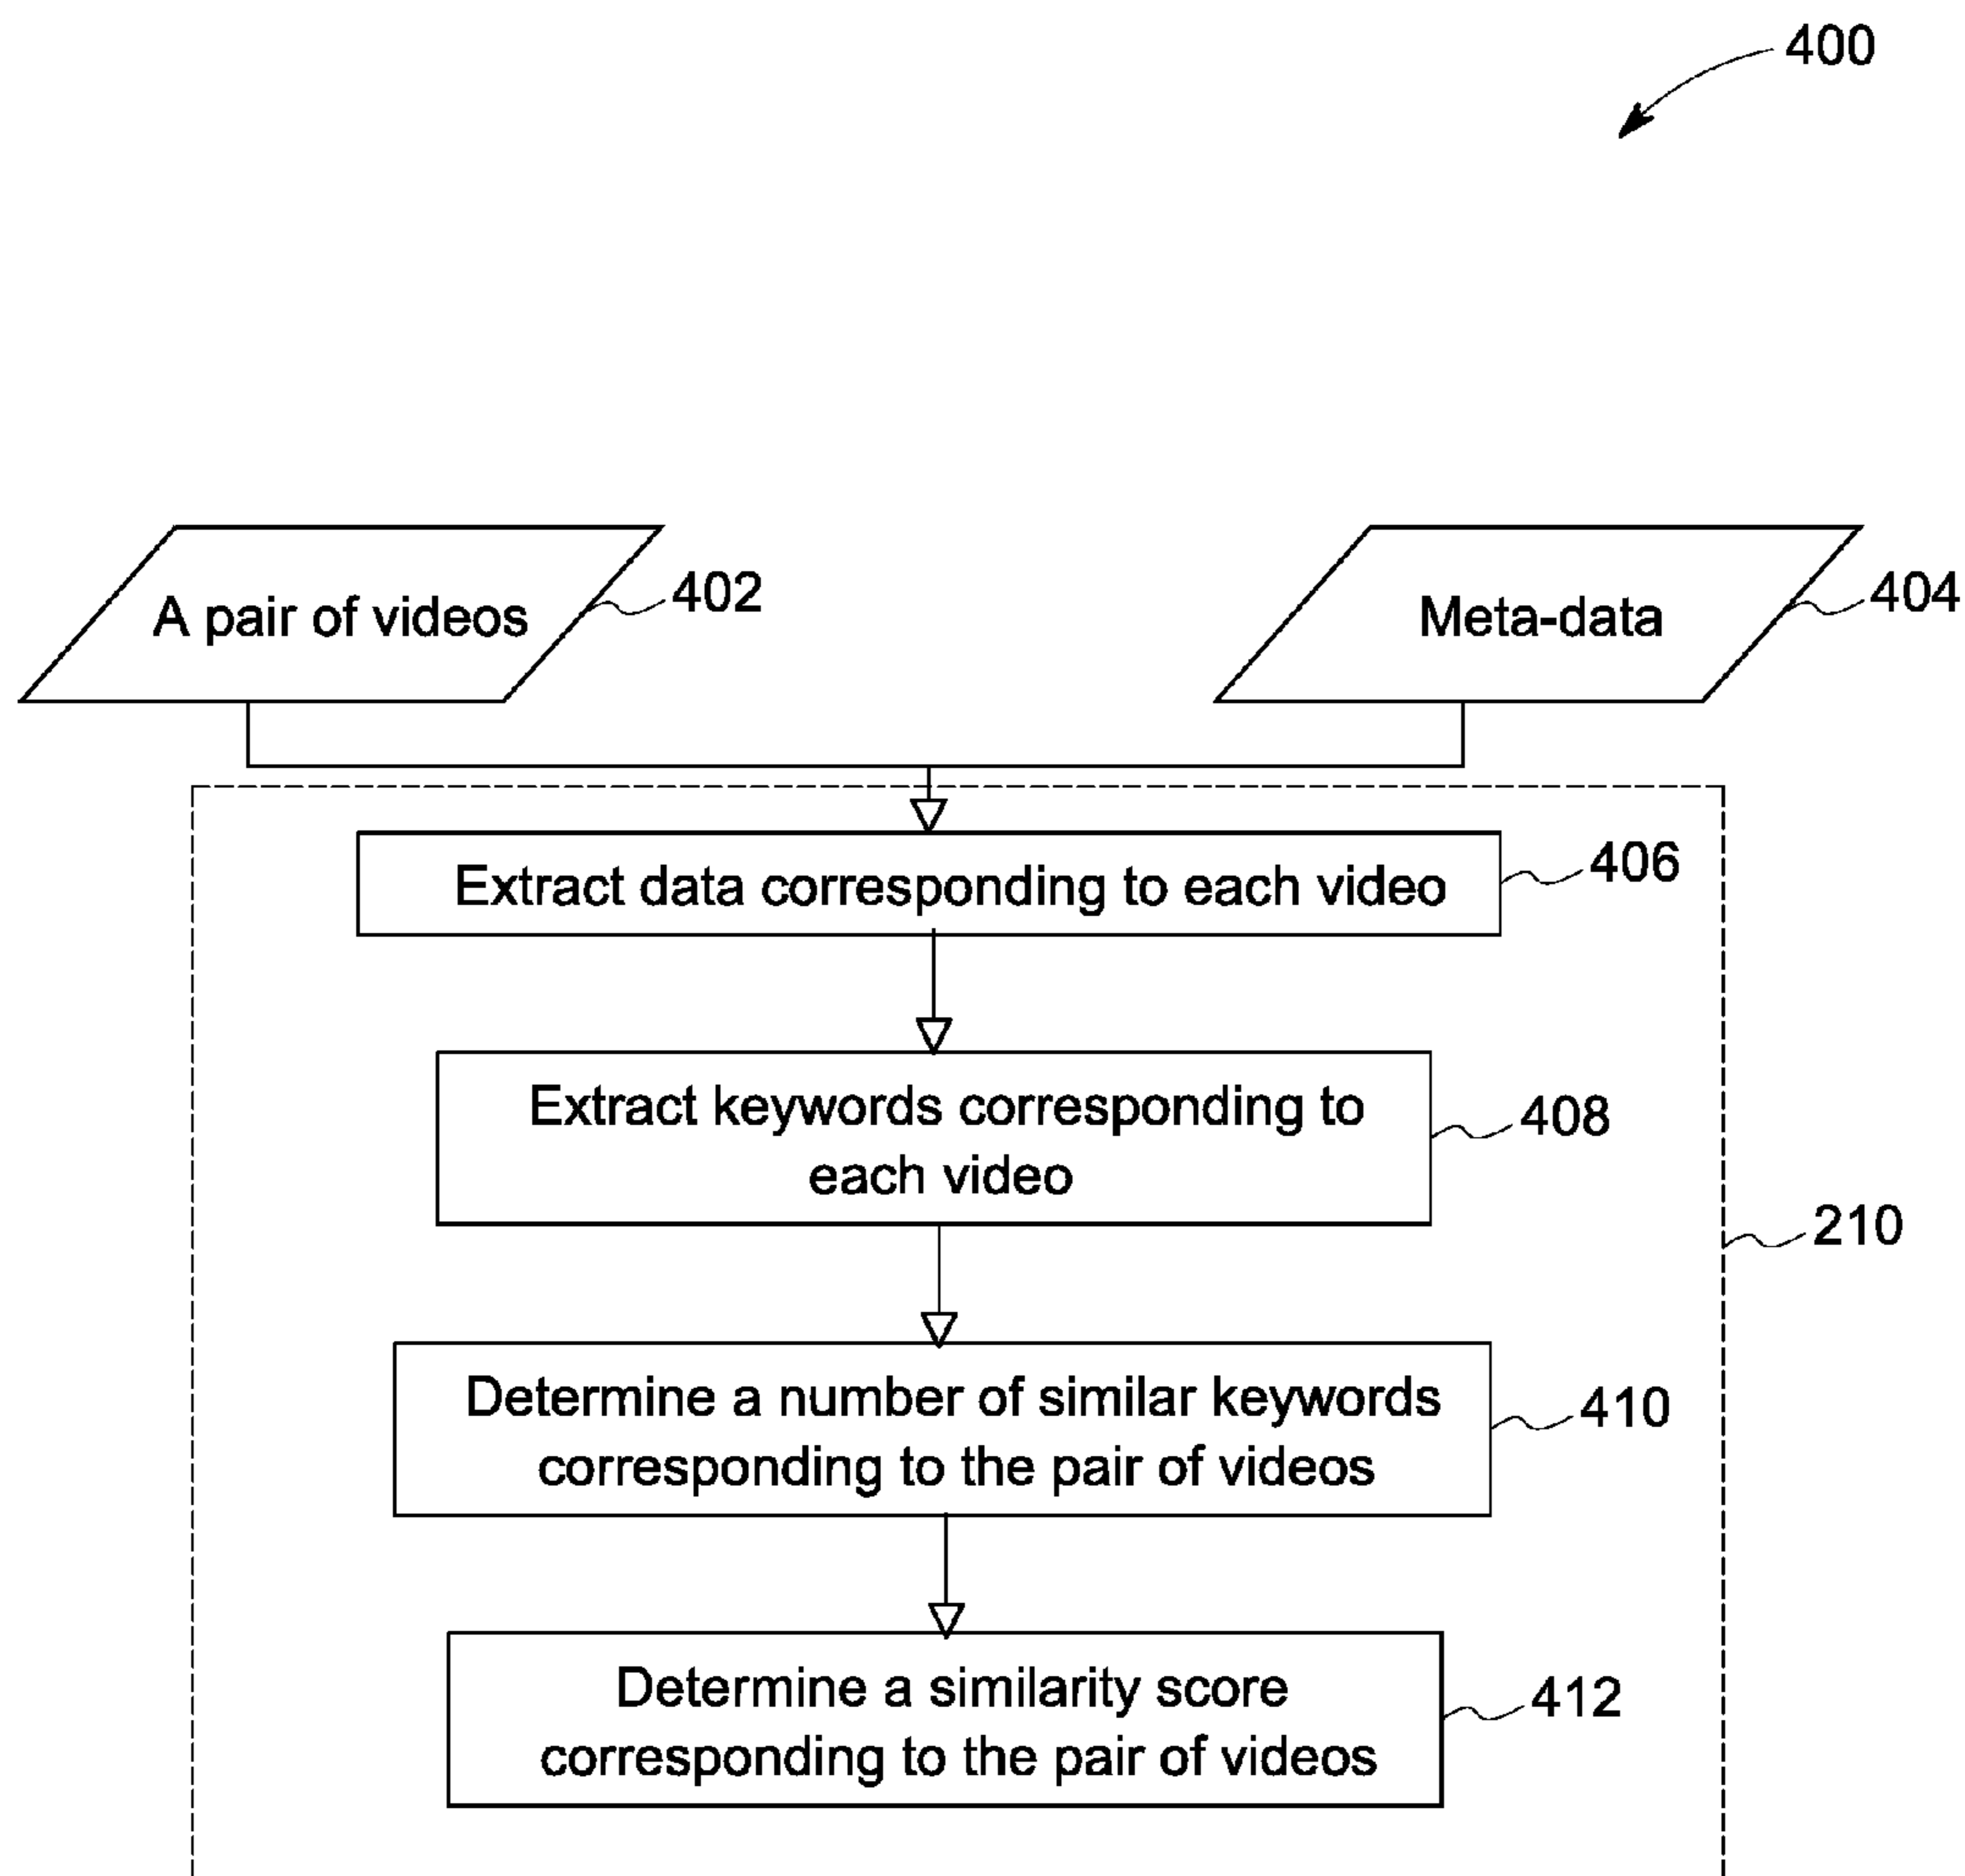 400
A pair of videos
402
Meta-data
404
Extract data corresponding to each video
406
Extract keywords corresponding to
each video
408
210
Determine a number of similar keywords
corresponding to the pair of videos
410
Determine a similarity score
corresponding to the pair of videos
412